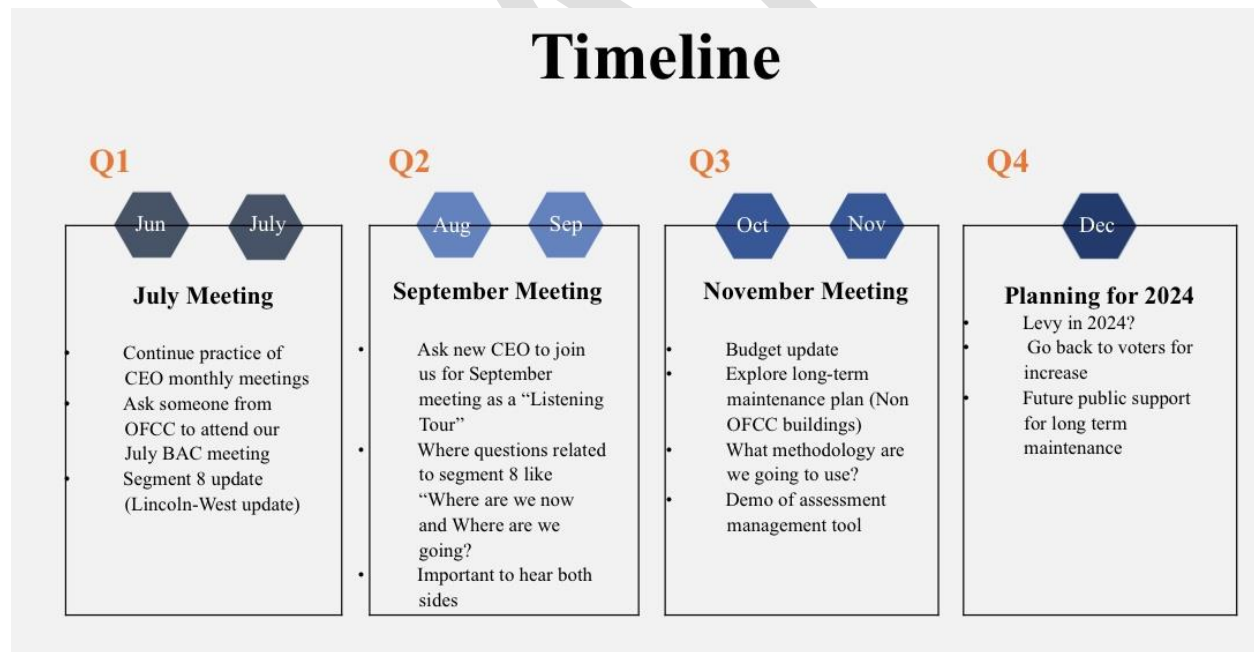 Timeline
Q1
Jun
July
July Meeting
• Continue practice of
CEO monthly meetings
• Ask someone from
OFCC to attend our
July BAC meeting
• Segment 8 update
(Lincoln-West update)
Q2
Aug
Sep
September Meeting
• Ask new CEO to join
us for September
meeting as a “Listening
Tour”
• Where questions related
to segment 8 like
“Where are we now
and Where are we
going?
• Important to hear both
sides
Q3
Oct
Nov
November Meeting
• Budget update
• Explore long-term
maintenance plan (Non
OFCC buildings)
• What methodology are
we going to use?
• Demo of assessment
management tool
Q4
Dec
Planning for 2024
• Levy in 2024?
• Go back to voters for
increase
• Future public support
for long term
maintenance